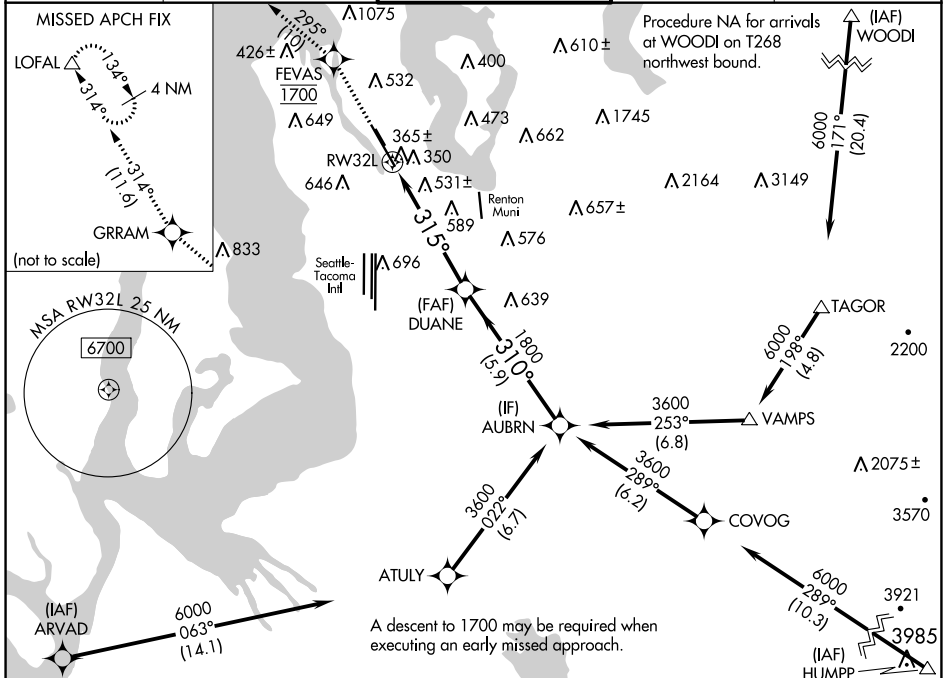 MISSED APCH FIX
LOFAL
134°
4 NM
314°
314°
(11.6)
GRRAM
(not to scale)
MSA RW32L 25 NM
6700
295°
(10)
1075
426±
FEVAS
1700
532
400
610±
649
473
662
1745
365±
RW32L
350
646
531±
589
Renton
Muni
657±
2164
3149
576
833
Seattle-
Tacoma
Intl
696
315°
(FAF)
DUANE
639
Procedure NA for arrivals
at WOODI on T268
northwest bound.
(IAF)
WOODI
6000
171°
(20.4)
TAGOR
6000
198°
(4.8)
2200
1800
310°
(5.9)
(IF)
AUBRN
3600
253°
(6.8)
VAMPS
3600
289°
(6.2)
2075±
3570
COVOG
3600
022°
(6.7)
ATULY
6000
289°
(10.3)
3921
3985
(IAF)
HUMPP
(IAF)
ARVAD
6000
063°
(14.1)
A descent to 1700 may be required when
executing an early missed approach.